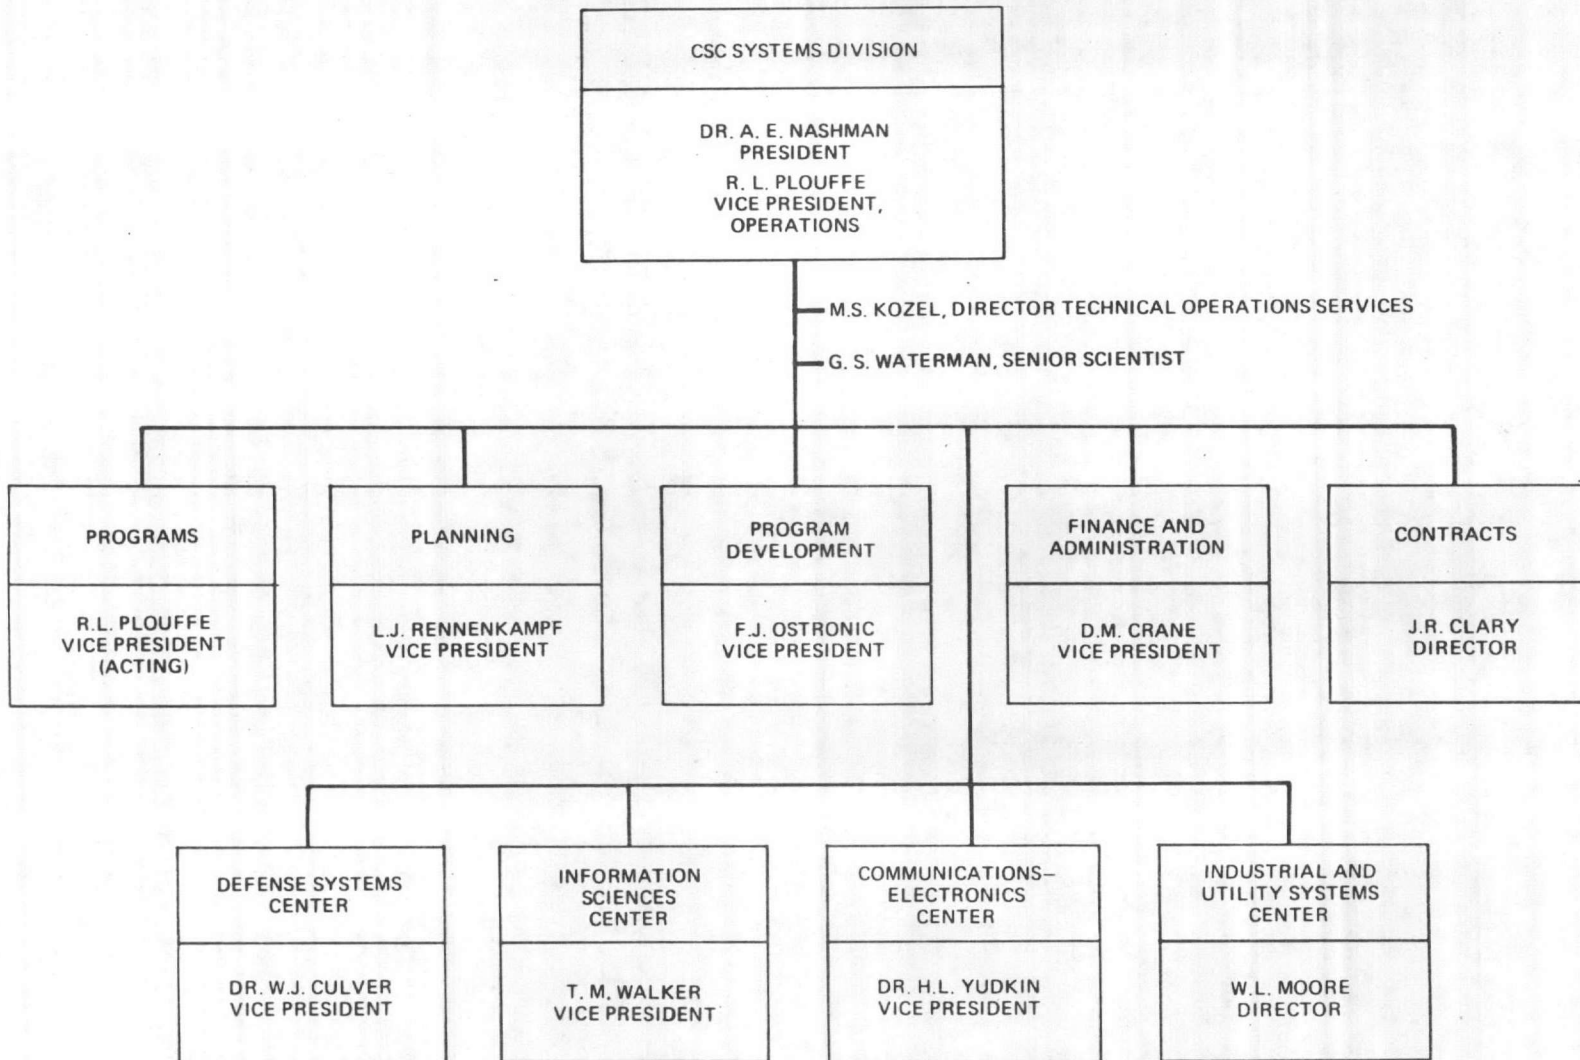 CSC SYSTEMS DIVISION
DR. A. E. NASHMAN
PRESIDENT
R. L. PLOUFFE
VICE PRESIDENT,
OPERATIONS
M.S. KOZEL, DIRECTOR TECHNICAL OPERATIONS SERVICES
G. S. WATERMAN, SENIOR SCIENTIST
PROGRAMS
R.L. PLOUFFE
VICE PRESIDENT
(ACTING)
PLANNING
L.J. RENNENKAMPF
VICE PRESIDENT
PROGRAM
DEVELOPMENT
F.J. OSTRONIC
VICE PRESIDENT
FINANCE AND
ADMINISTRATION
D.M. CRANE
VICE PRESIDENT
CONTRACTS
J.R. CLARY
DIRECTOR
DEFENSE SYSTEMS
CENTER
DR. W.J. CULVER
VICE PRESIDENT
INFORMATION
SCIENCES
CENTER
T. M. WALKER
VICE PRESIDENT
COMMUNICATIONS—
ELECTRONICS
CENTER
DR. H.L. YUDKIN
VICE PRESIDENT
INDUSTRIAL AND
UTILITY SYSTEMS
CENTER
W.L. MOORE
DIRECTOR